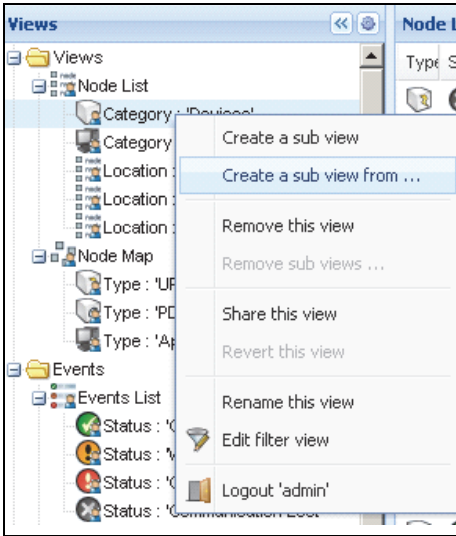 Views
Node L
Views
Type S
Node List
Category : 'Devices'
Category
Location :
Location :
Location :
Node Map
Type : 'UP
Type : 'PD
Type : 'Ap
Events
Events List
Status : 'C
Status : 'W
Status : 'C
Status : 'Communication Lost'
Create a sub view
Create a sub view from ...
Remove this view
Remove sub views ...
Share this view
Revert this view
Rename this view
Edit filter view
Logout 'admin'